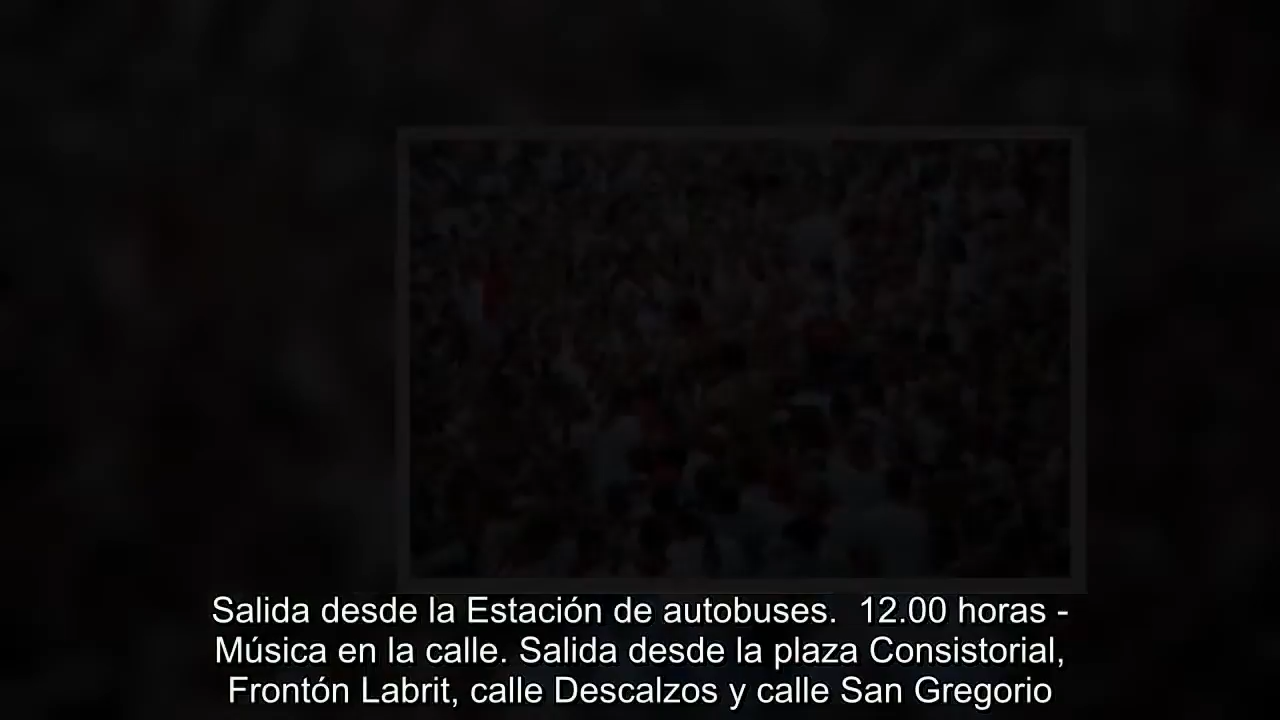 Salida desde la Estación de autobuses.  12.00 horas -
Música en la calle. Salida desde la plaza Consistorial,
Frontón Labrit, calle Descalzos y calle San Gregorio